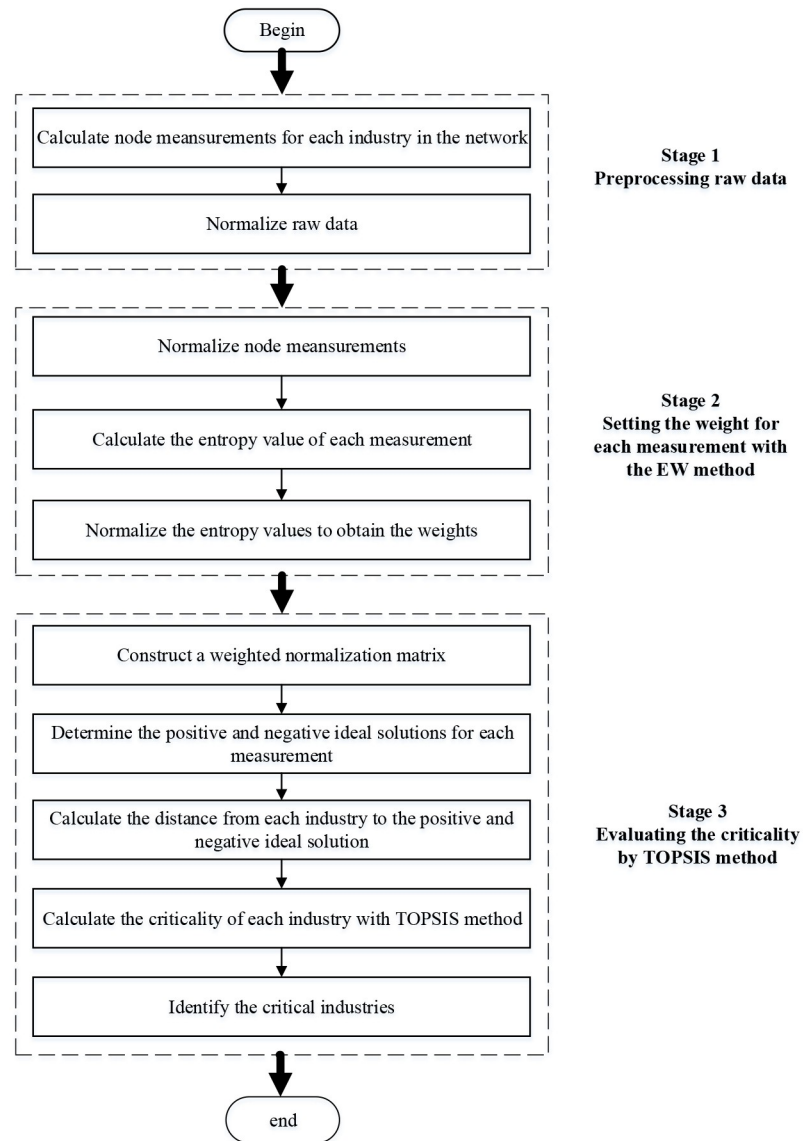 Begin
Calculate node meansurements for each industry in the network
Normalize raw data
Stage 1
Preprocessing raw data
Normalize node meansurements
Calculate the entropy value of each measurement
Normalize the entropy values to obtain the weights
Stage 2
Setting the weight for
each measurement with
the EW method
Construct a weighted normalization matrix
Determine the positive and negative ideal solutions for each
measurement
Calculate the distance from each industry to the positive and
negative ideal solution
Calculate the criticality of each industry with TOPSIS method
Identify the critical industries
Stage 3
Evaluating the criticality
by TOPSIS method
end